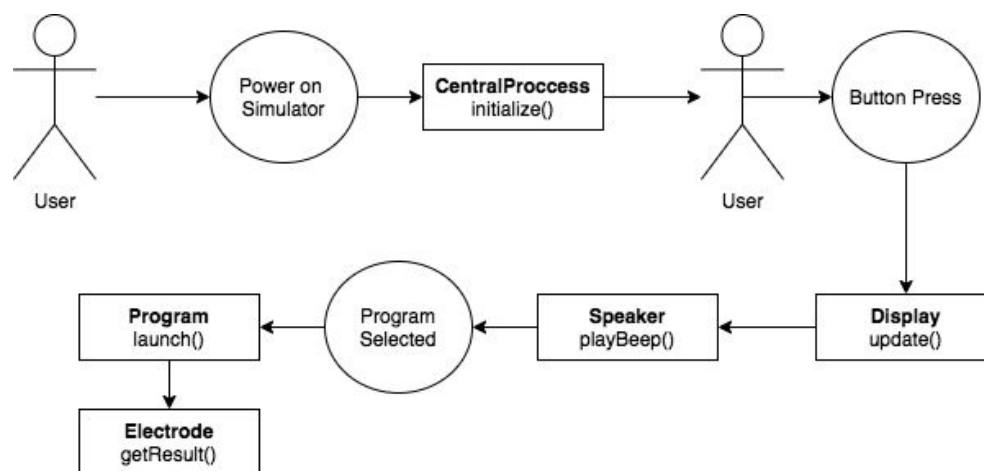 Power on
Simulator
CentralProccess
initialize()
Button Press
User
User
Program
launch()
Program
Selected
Speaker
playBeep()
Display
update()
Electrode
getResult()